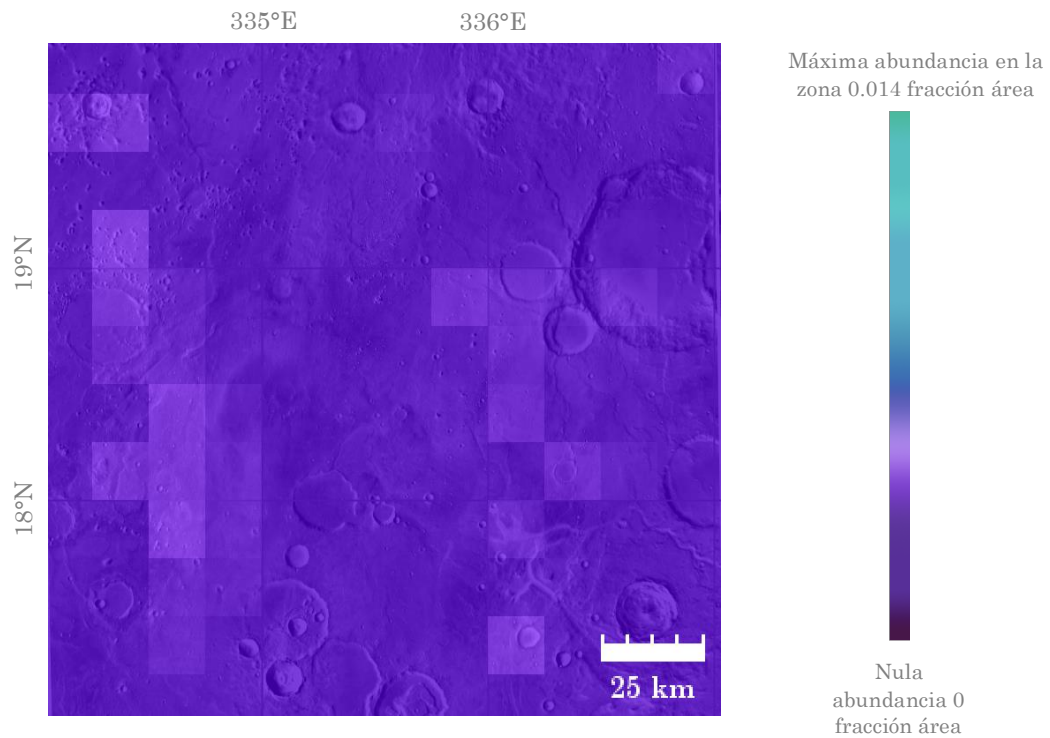 335°E
336°E
Máxima abundancia en la
zona 0.014 fracción área
19°N
18°N
25 km
Nula
abundancia 0
fracción área